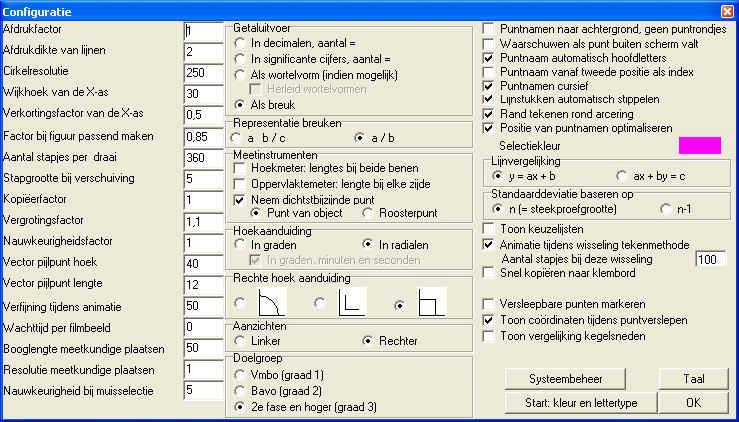 Configuratie
Afdrukfactor 1
Afdrukdikte van lijnen 2
Cirkelresolutie 250
Wijkhoek van de X-as 30
Verkortingsfactor van de X-as 0,5
Factor bij figuur passend maken 0,85
Aantal stapjes per draai 360
Stapgrootte bij verschuiving 5
Kopiëerfactor 1
Vergrotingsfactor 1,1
Nauwkeurigheidsfactor 1
Vector pijlpunt hoek 40
Vector pijlpunt lengte 12
Verfijning tijdens animatie 50
Wachttijd per filmbeeld 0
Booglengte meetkundige plaatsen 50
Resolutie meetkundige plaatsen 1
Nauwkeurigheid bij muisselectie 5
Getaluitvoer
In decimalen, aantal =
In significante cijfers, aantal =
Als wortelvorm (indien mogelijk)
Herleid wortelvormen
Als breuk
Representatie breuken
a b / c a / b
Meetinstrumenten
Hoekmeter: lengtes bij beide benen
Oppervlaktemeter: lengte bij elke zijde
Neem dichtstbijzijnde punt
Punt van object Roosterpunt
Hoekaanduiding
In graden In radialen
In graden, minuten en seconden
Rechte hoek aanduiding
Aanzichten
Linker Rechter
Doelgroep
Vmbo (graad 1)
Bavo (graad 2)
2e fase en hoger (graad 3)
Puntnamen naar achtergrond, geen puntrondjes
Waarschuwen als punt buiten scherm valt
Puntnaam automatisch hoofdletters
Puntnaam vanaf tweede positie als index
Puntnamen cursief
Lijnstukken automatisch stippelen
Rand tekenen rond arcering
Positie van puntnamen optimaliseren
Selectiekleur
Lijnvergelijking
y = ax + b ax + by = c
Standaarddeviatie baseren op
n (= steekproefgrootte) n-1
Toon keuzelijsten
Animatie tijdens wisseling tekenmethode
Aantal stapjes bij deze wisseling 100
Snel kopiëren naar klembord
Versleepbare punten markeren
Toon coördinaten tijdens puntverslepen
Toon vergelijking kegelsneden
Systeembeheer Taal
Start: kleur en lettertype OK